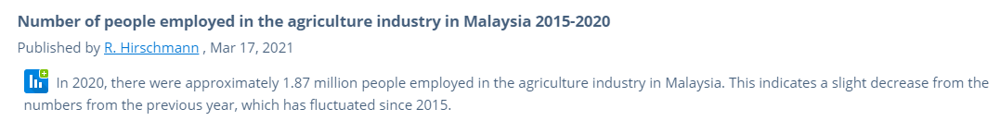 Number of people employed in the agriculture industry in Malaysia 2015-2020
Published by R. Hirschmann , Mar 17, 2021
In 2020, there were approximately 1.87 million people employed in the agriculture industry in Malaysia. This indicates a slight decrease from the
numbers from the previous year, which has fluctuated since 2015.